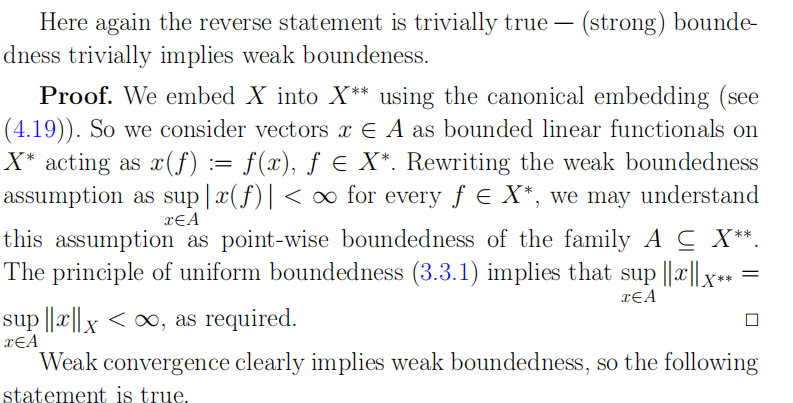 Here again the reverse statement is trivially true — (strong) bounde-
dness trivially implies weak boundeness.
Proof. We embed X into X** using the canonical embedding (see
(4.19)). So we consider vectors x ∈ A as bounded linear functionals on
X* acting as x(f) := f(x), f ∈ X*. Rewriting the weak boundedness
assumption as sup |x(f)| < ∞ for every f ∈ X*, we may understand
x∈A
this assumption as point-wise boundedness of the family A ⊆ X**.
The principle of uniform boundedness (3.3.1) implies that sup ‖x‖X** =
x∈A
sup ‖x‖X < ∞, as required. □
x∈A
Weak convergence clearly implies weak boundedness, so the following
statement is true.